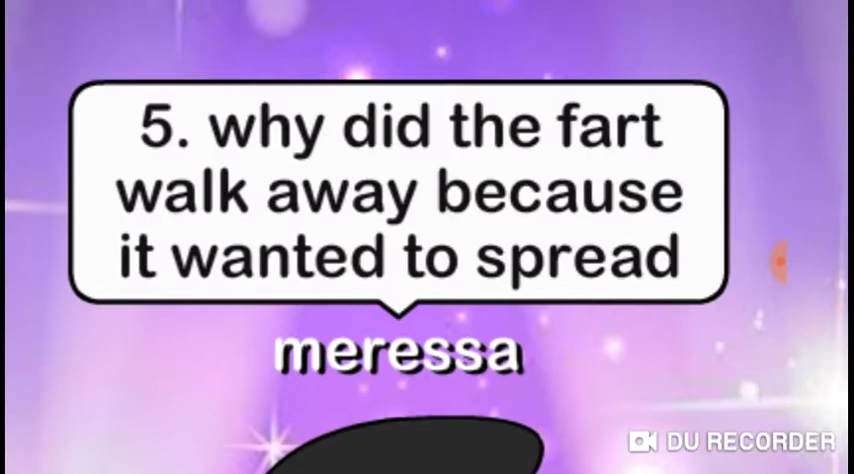 5. why did the fart
walk away because
it wanted to spread
meressa
DU RECORDER